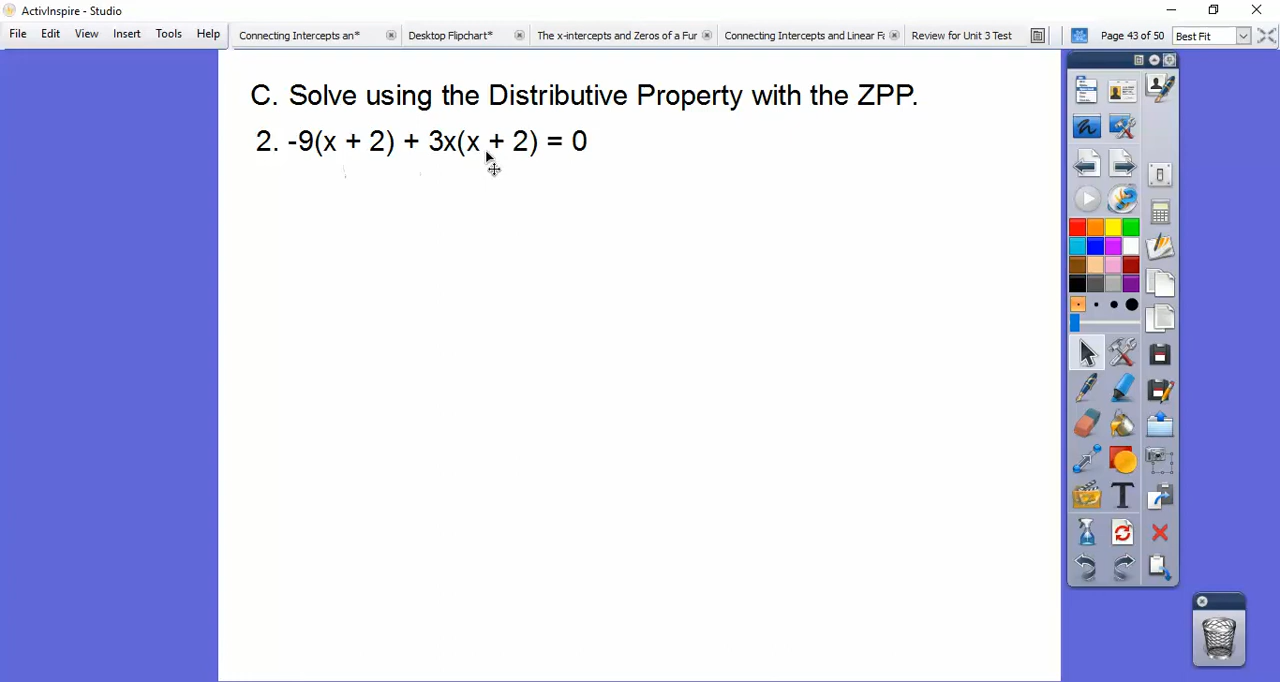 ActivInspire - Studio
File Edit View Insert Tools Help
Connecting Intercepts an* Desktop Flipchart* The x-intercepts and Zeros of a Fur Connecting Intercepts and Linear Fa Review for Unit 3 Test
Page 43 of 50 Best Fit
C. Solve using the Distributive Property with the ZPP.
2. -9(x + 2) + 3x(x + 2) = 0
T